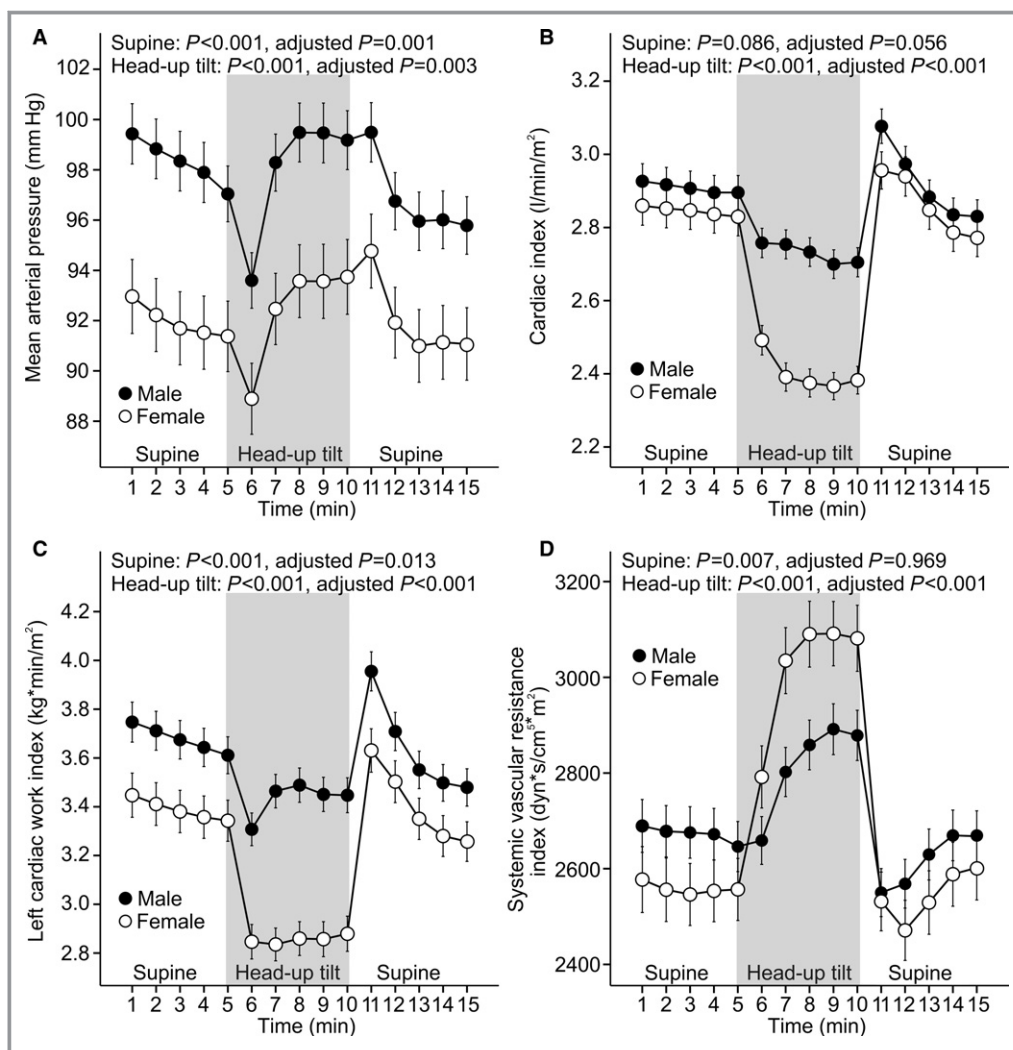 A
Supine: P<0.001, adjusted P=0.001
Head-up tilt: P<0.001, adjusted P=0.003
Mean arterial pressure (mm Hg)
102
100
98
96
94
92
90
88
Male
Female
Supine
Head-up tilt
Supine
1 2 3 4 5 6 7 8 9 10 11 12 13 14 15
Time (min)
B
Supine: P=0.086, adjusted P=0.056
Head-up tilt: P<0.001, adjusted P<0.001
Cardiac index (l/min/m²)
3.2
3.0
2.8
2.6
2.4
2.2
Male
Female
Supine
Head-up tilt
Supine
1 2 3 4 5 6 7 8 9 10 11 12 13 14 15
Time (min)
C
Supine: P<0.001, adjusted P=0.013
Head-up tilt: P<0.001, adjusted P<0.001
Left cardiac work index (kg*min/m²)
4.2
4.0
3.8
3.6
3.4
3.2
3.0
2.8
Male
Female
Supine
Head-up tilt
Supine
1 2 3 4 5 6 7 8 9 10 11 12 13 14 15
Time (min)
D
Supine: P=0.007, adjusted P=0.969
Head-up tilt: P<0.001, adjusted P<0.001
Systemic vascular resistance
index (dyn*s/cm⁵*m²)
3200
3000
2800
2600
2400
Male
Female
Supine
Head-up tilt
Supine
1 2 3 4 5 6 7 8 9 10 11 12 13 14 15
Time (min)